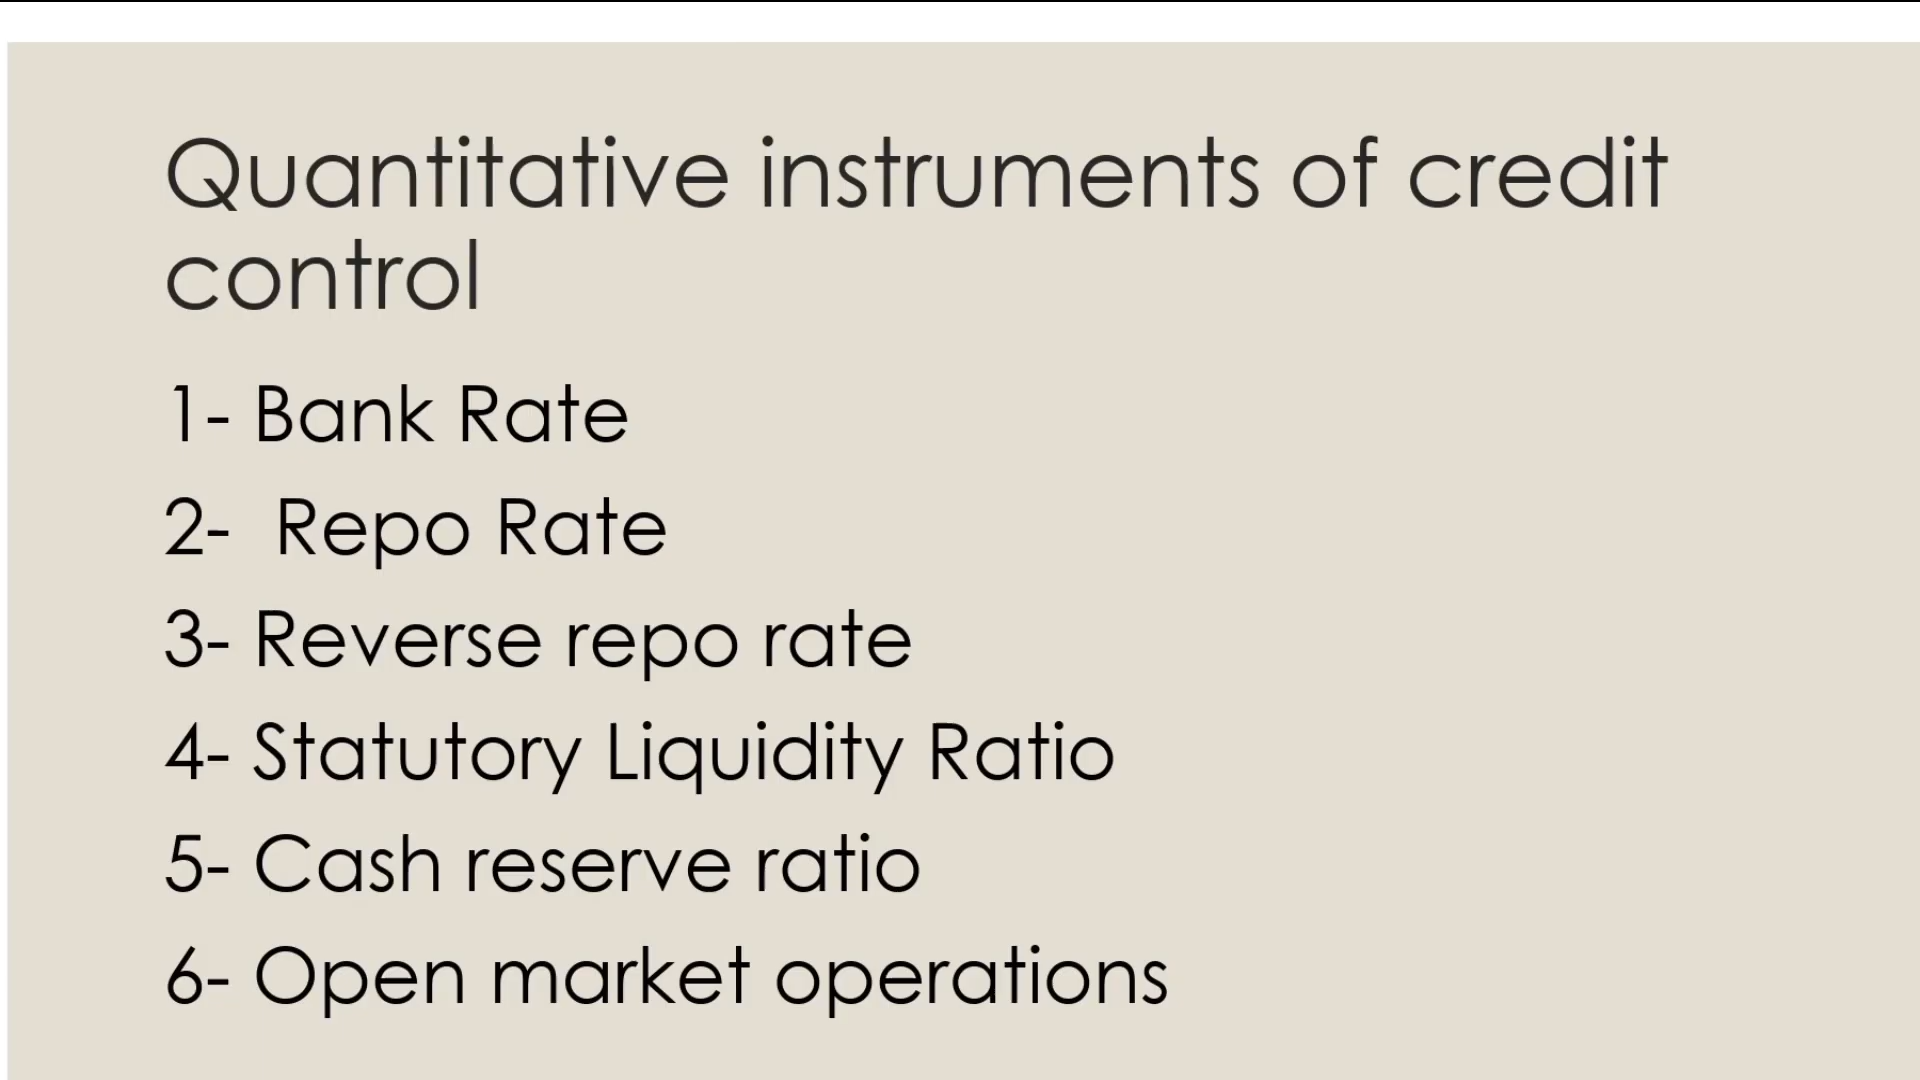 Quantitative instruments of credit
control
1- Bank Rate
2-  Repo Rate
3- Reverse repo rate
4- Statutory Liquidity Ratio
5- Cash reserve ratio
6- Open market operations